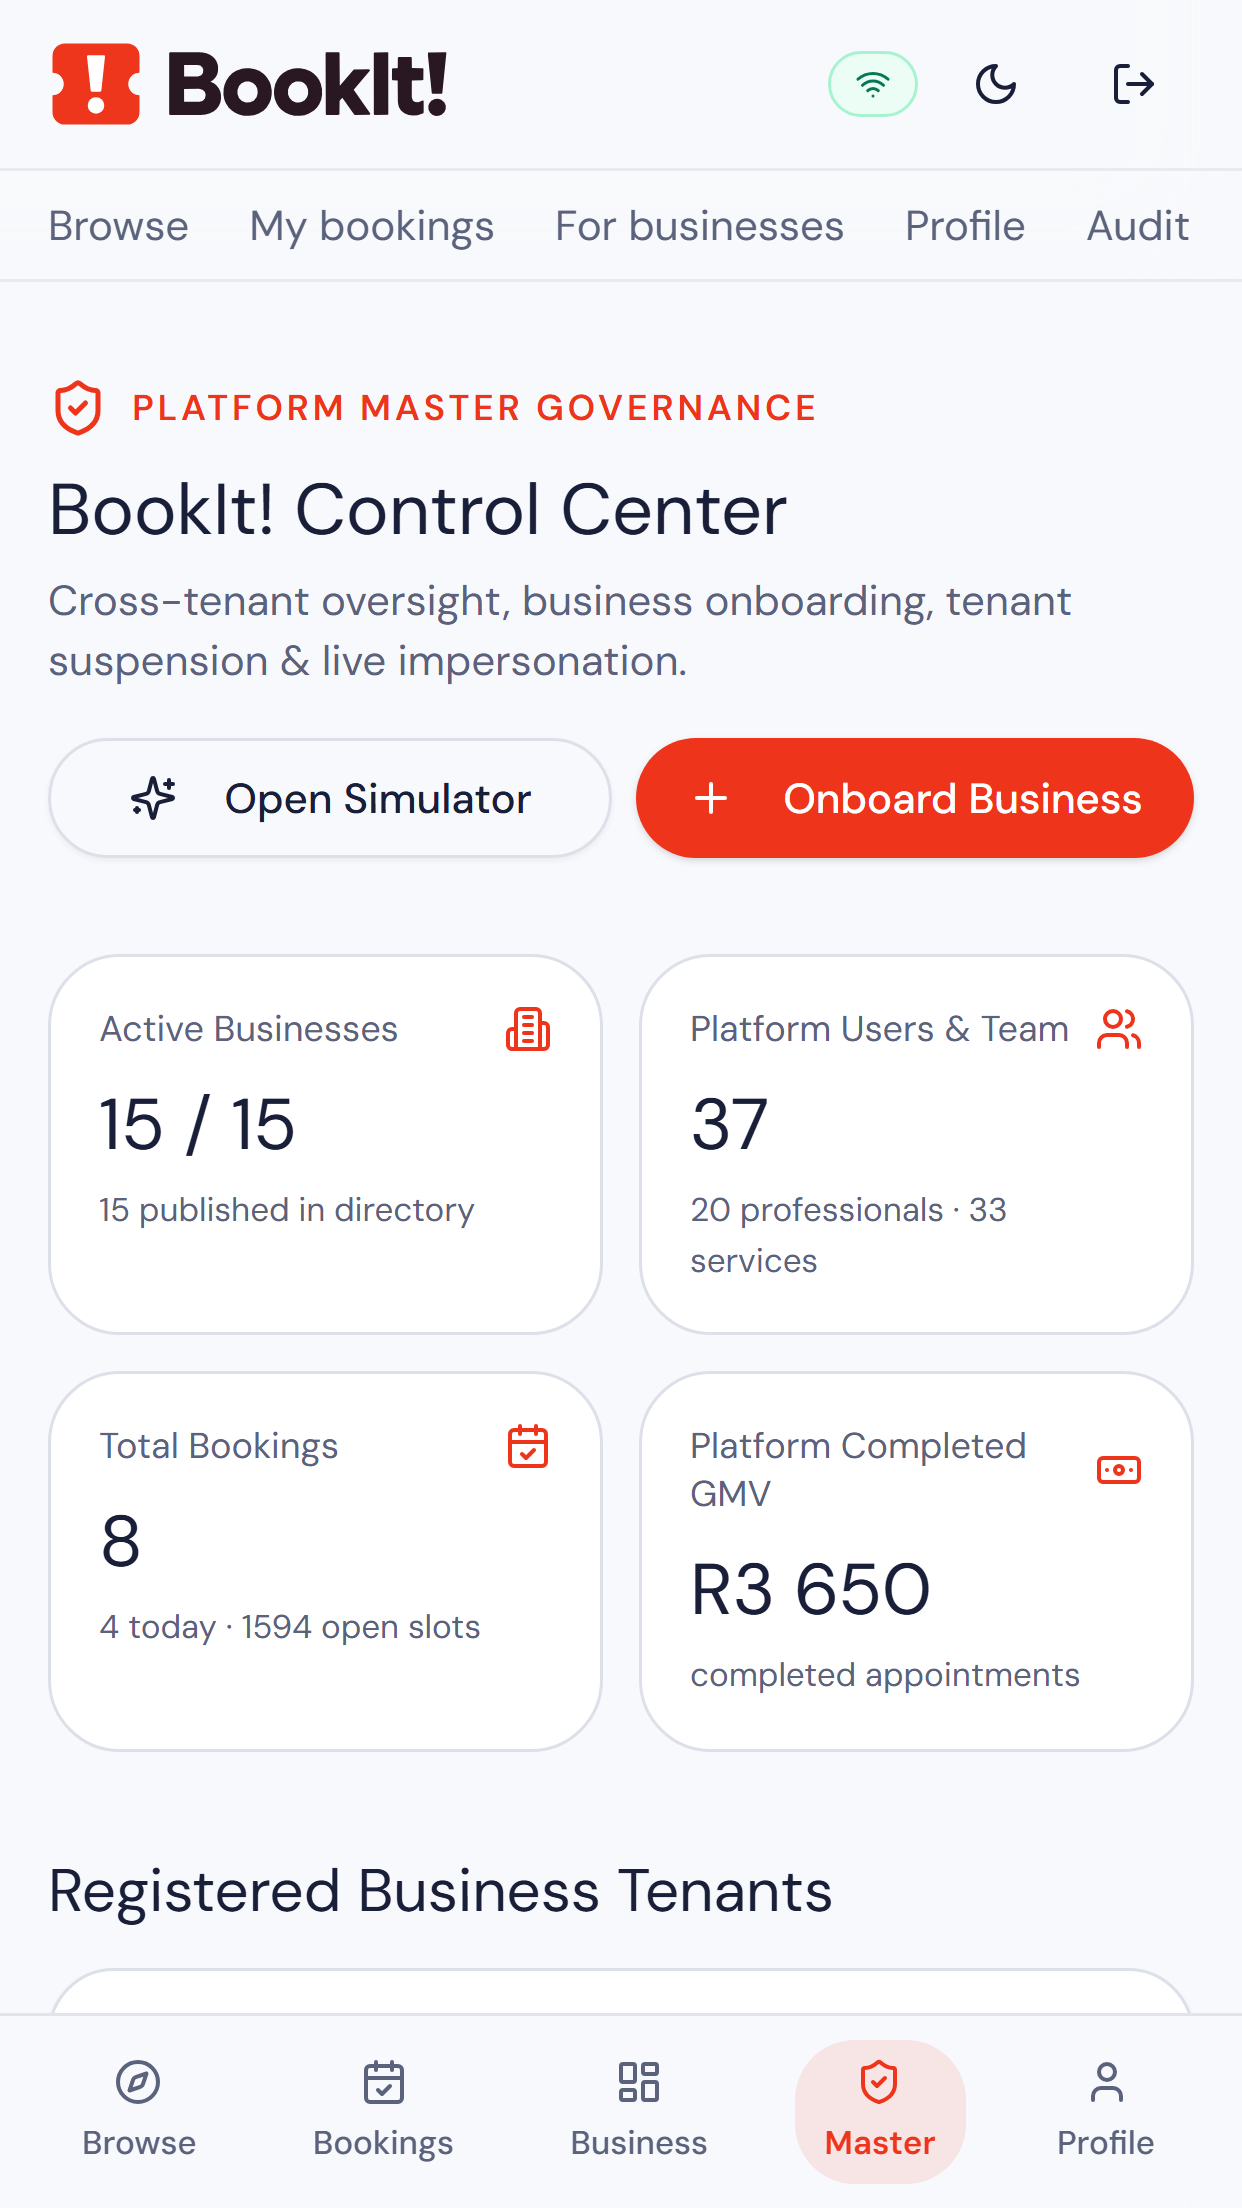 BookIt!
Browse My bookings For businesses Profile Audit
PLATFORM MASTER GOVERNANCE
BookIt! Control Center
Cross-tenant oversight, business onboarding, tenant
suspension & live impersonation.
Open Simulator
Onboard Business
Active Businesses
15 / 15
15 published in directory
Platform Users & Team
37
20 professionals · 33
services
Total Bookings
8
4 today · 1594 open slots
Platform Completed
GMV
R3 650
completed appointments
Registered Business Tenants
Browse Bookings Business Master Profile